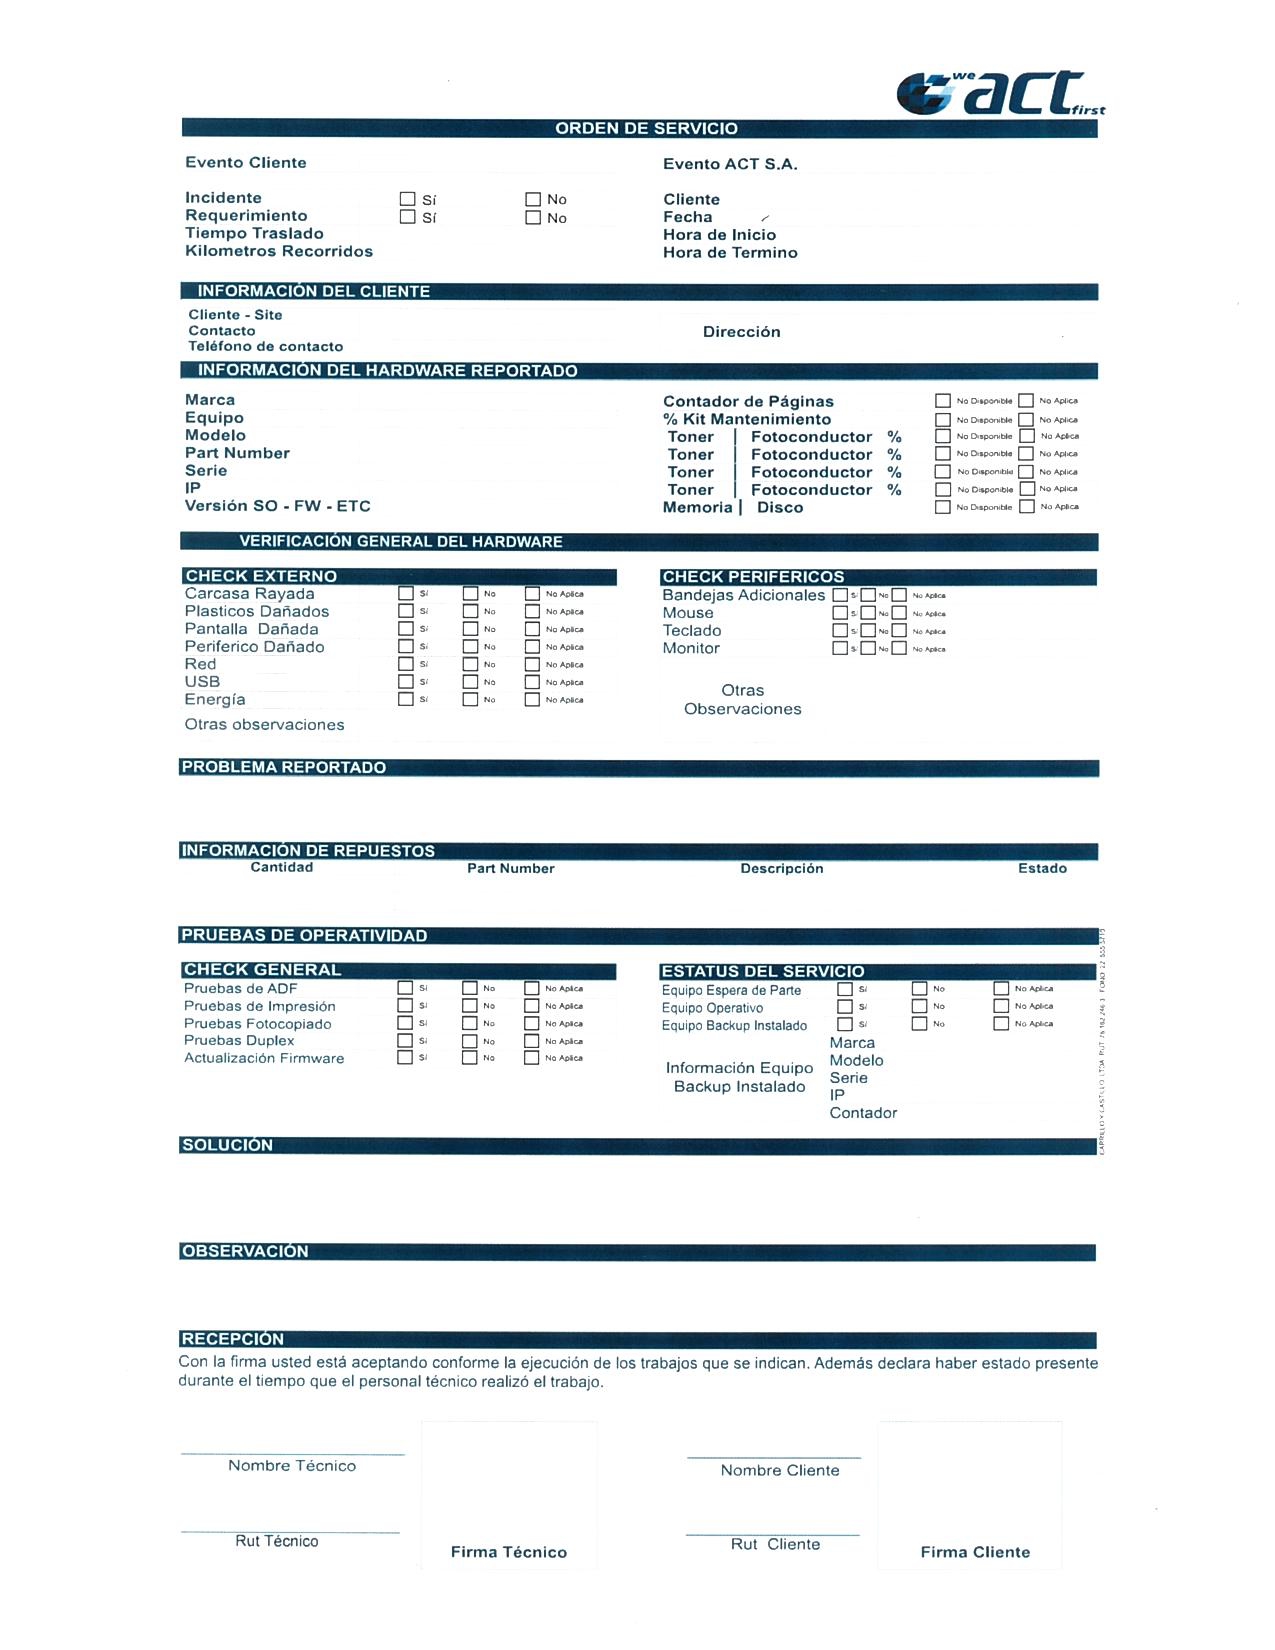 we act first
ORDEN DE SERVICIO
Evento Cliente
Evento ACT S.A.
Incidente Sí No
Cliente
Requerimiento Sí No
Fecha
Tiempo Traslado
Hora de Inicio
Kilometros Recorridos
Hora de Termino
INFORMACIÓN DEL CLIENTE
Cliente - Site
Contacto
Dirección
Teléfono de contacto
INFORMACIÓN DEL HARDWARE REPORTADO
Marca
Equipo
Modelo
Part Number
Serie
IP
Versión SO - FW - ETC
Contador de Páginas No Disponible No Aplica
% Kit Mantenimiento No Disponible No Aplica
Toner | Fotoconductor % No Disponible No Aplica
Toner | Fotoconductor % No Disponible No Aplica
Toner | Fotoconductor % No Disponible No Aplica
Toner | Fotoconductor % No Disponible No Aplica
Memoria | Disco No Disponible No Aplica
VERIFICACIÓN GENERAL DEL HARDWARE
CHECK EXTERNO
Carcasa Rayada Sí No No Aplica
Plasticos Dañados Sí No No Aplica
Pantalla Dañada Sí No No Aplica
Periferico Dañado Sí No No Aplica
Red Sí No No Aplica
USB Sí No No Aplica
Energía Sí No No Aplica
Otras observaciones
CHECK PERIFERICOS
Bandejas Adicionales Sí No No Aplica
Mouse Sí No No Aplica
Teclado Sí No No Aplica
Monitor Sí No No Aplica
Otras
Observaciones
PROBLEMA REPORTADO
INFORMACIÓN DE REPUESTOS
Cantidad Part Number Descripción Estado
PRUEBAS DE OPERATIVIDAD
CHECK GENERAL
Pruebas de ADF Sí No No Aplica
Pruebas de Impresión Sí No No Aplica
Pruebas Fotocopiado Sí No No Aplica
Pruebas Duplex Sí No No Aplica
Actualización Firmware Sí No No Aplica
ESTATUS DEL SERVICIO
Equipo Espera de Parte Sí No No Aplica
Equipo Operativo Sí No No Aplica
Equipo Backup Instalado Sí No No Aplica
Información Equipo
Backup Instalado
Marca
Modelo
Serie
IP
Contador
CARRILLO Y CASTILLO LTDA. RUT
SOLUCIÓN
OBSERVACIÓN
RECEPCIÓN
Con la firma usted está aceptando conforme la ejecución de los trabajos que se indican. Además declara haber estado presente
durante el tiempo que el personal técnico realizó el trabajo.
Nombre Técnico
Nombre Cliente
Rut Técnico
Firma Técnico
Rut Cliente
Firma Cliente